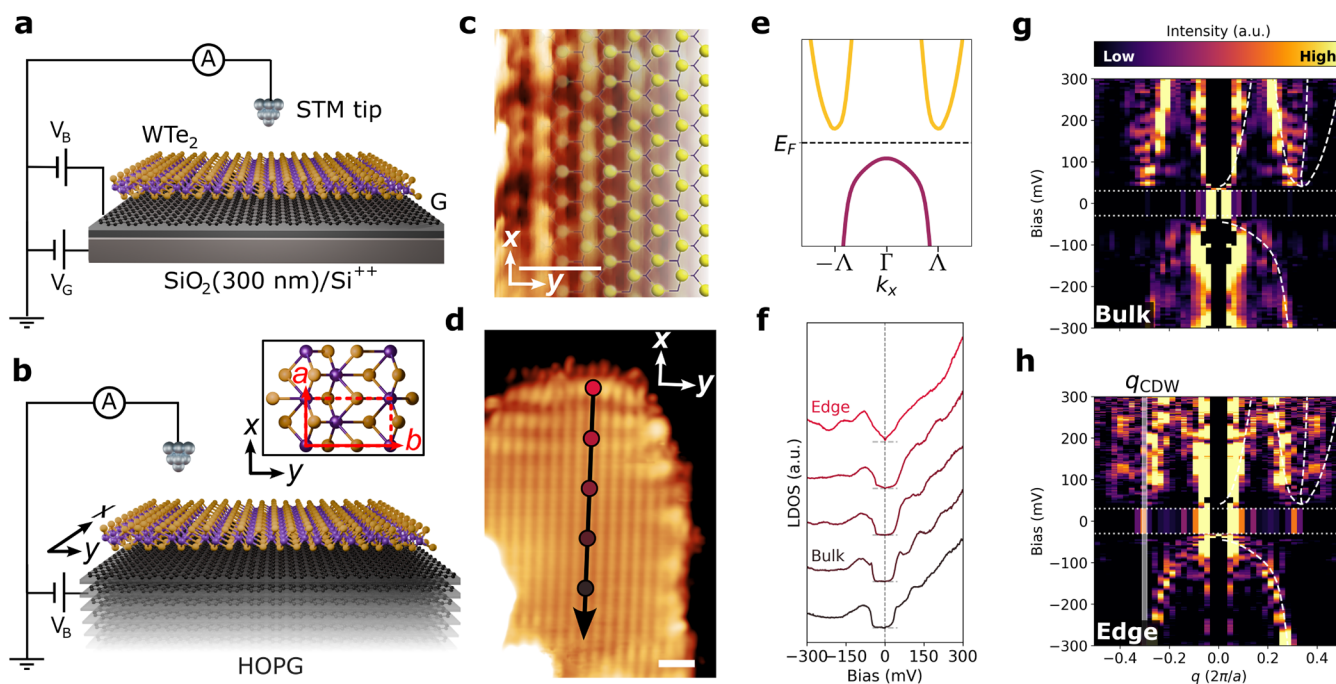 a
A
STM tip
V_B
WTe₂
G
V_G
SiO₂(300 nm)/Si⁺⁺
b
A
a
b
x
y
x
y
V_B
HOPG
c
x
y
d
x
y
e
E_F
−Λ Γ Λ
k_x
f
Edge
Bulk
LDOS (a.u.)
−300 −150 0 150 300
Bias (mV)
g
Intensity (a.u.)
Low High
300
200
100
0
−100
−200
−300
Bias (mV)
Bulk
h
q_CDW
300
200
100
0
−100
−200
−300
Bias (mV)
Edge
−0.4 −0.2 0.0 0.2 0.4
q (2π/a)